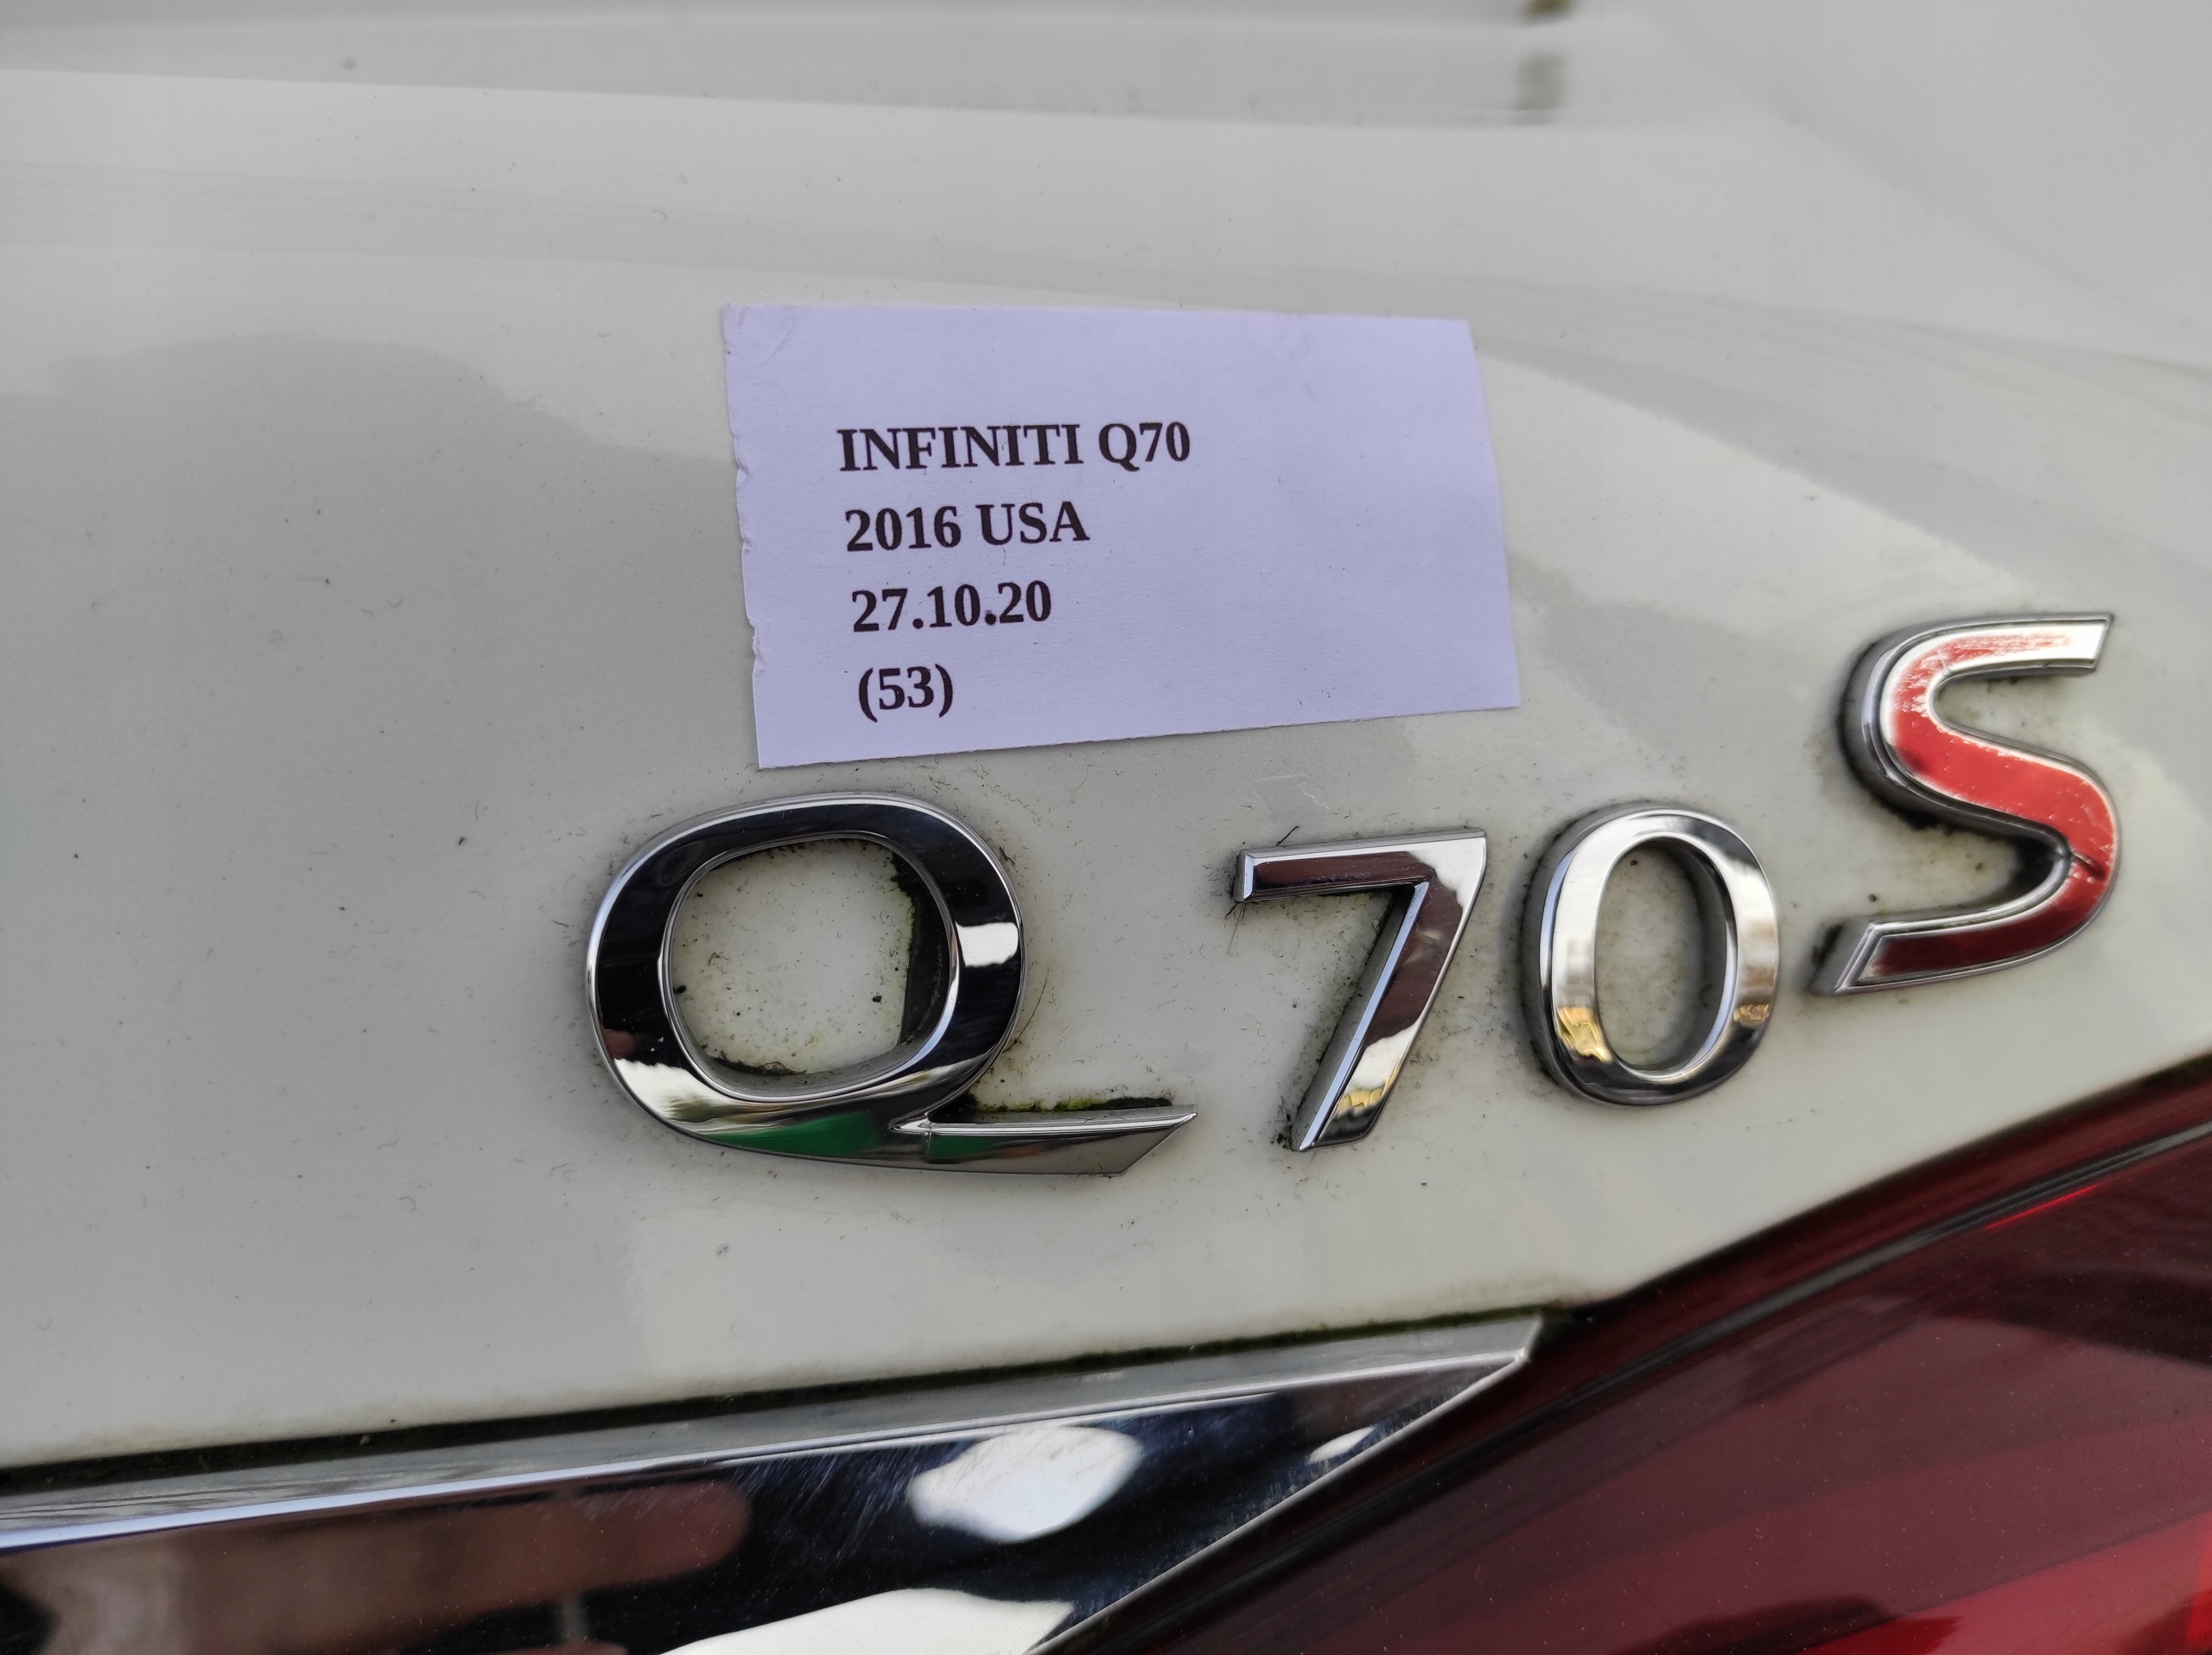 INFINITI Q70
2016 USA
27.10.20
(53)
Q70S